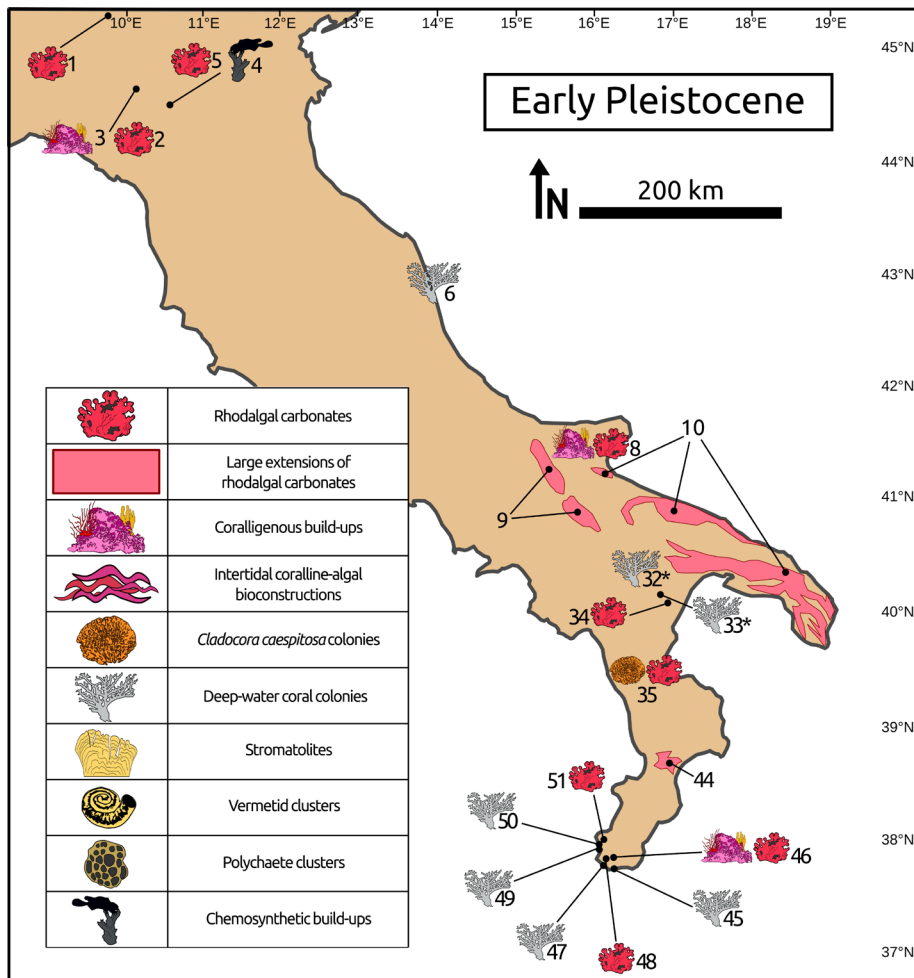 10°E 11°E 12°E 13°E 14°E 15°E 16°E 17°E 18°E 19°E
45°N
1
5
4
Early Pleistocene
3
2
44°N
N
200 km
43°N
6
42°N
Rhodalgal carbonates
8
10
Large extensions of
rhodalgal carbonates
41°N
9
Coralligenous build-ups
Intertidal coralline-algal
bioconstructions
32*
34
33*
40°N
Cladocora caespitosa colonies
35
Deep-water coral colonies
39°N
Stromatolites
51
44
50
Vermetid clusters
38°N
46
Polychaete clusters
49
45
Chemosynthetic build-ups
47
48
37°N